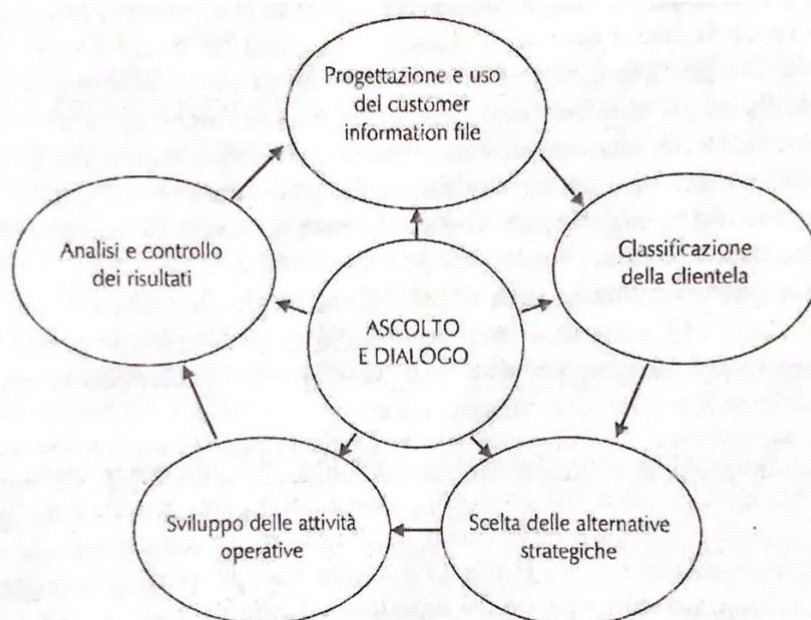 Progettazione e uso
del customer
information file
Analisi e controllo
dei risultati
Classificazione
della clientela
ASCOLTO
E DIALOGO
Sviluppo delle attività
operative
Scelta delle alternative
strategiche